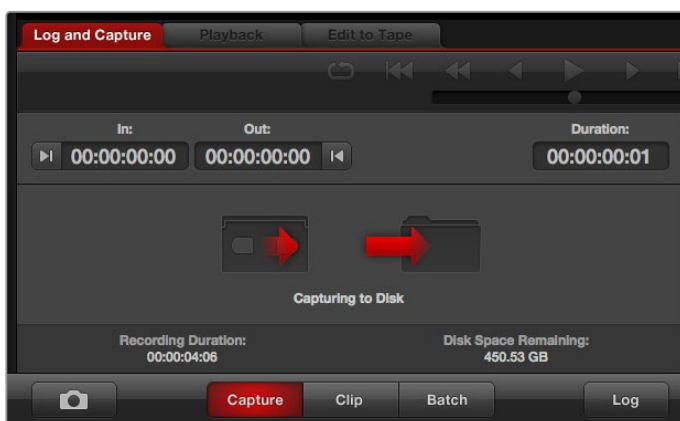 Log and Capture Playback Edit to Tape
In: Out: Duration:
00:00:00:00 00:00:00:00 00:00:00:01
Capturing to Disk
Recording Duration: Disk Space Remaining:
00:00:04:06 450.53 GB
Capture Clip Batch Log